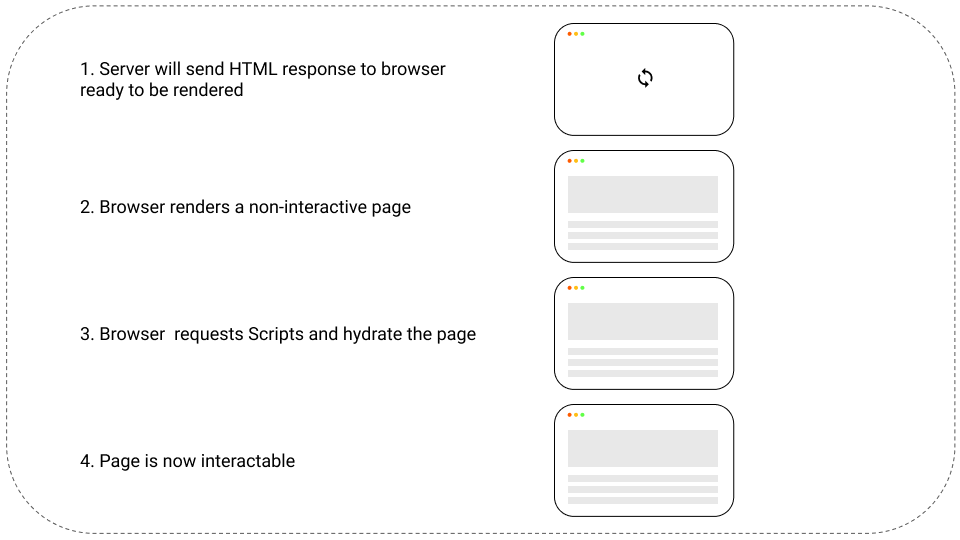 1. Server will send HTML response to browser
ready to be rendered
2. Browser renders a non-interactive page
3. Browser  requests Scripts and hydrate the page
4. Page is now interactable